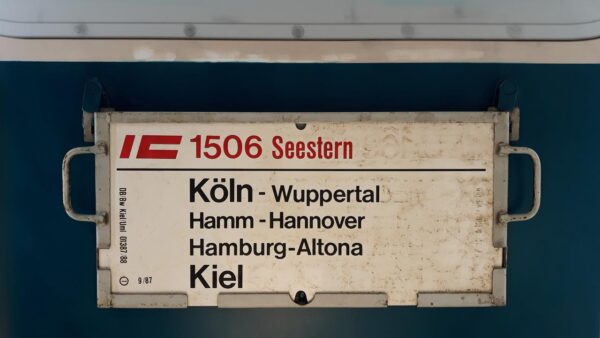 IC 1506 Seestern
Köln - Wuppertal
Hamm - Hannover
Hamburg-Altona
Kiel
9/87